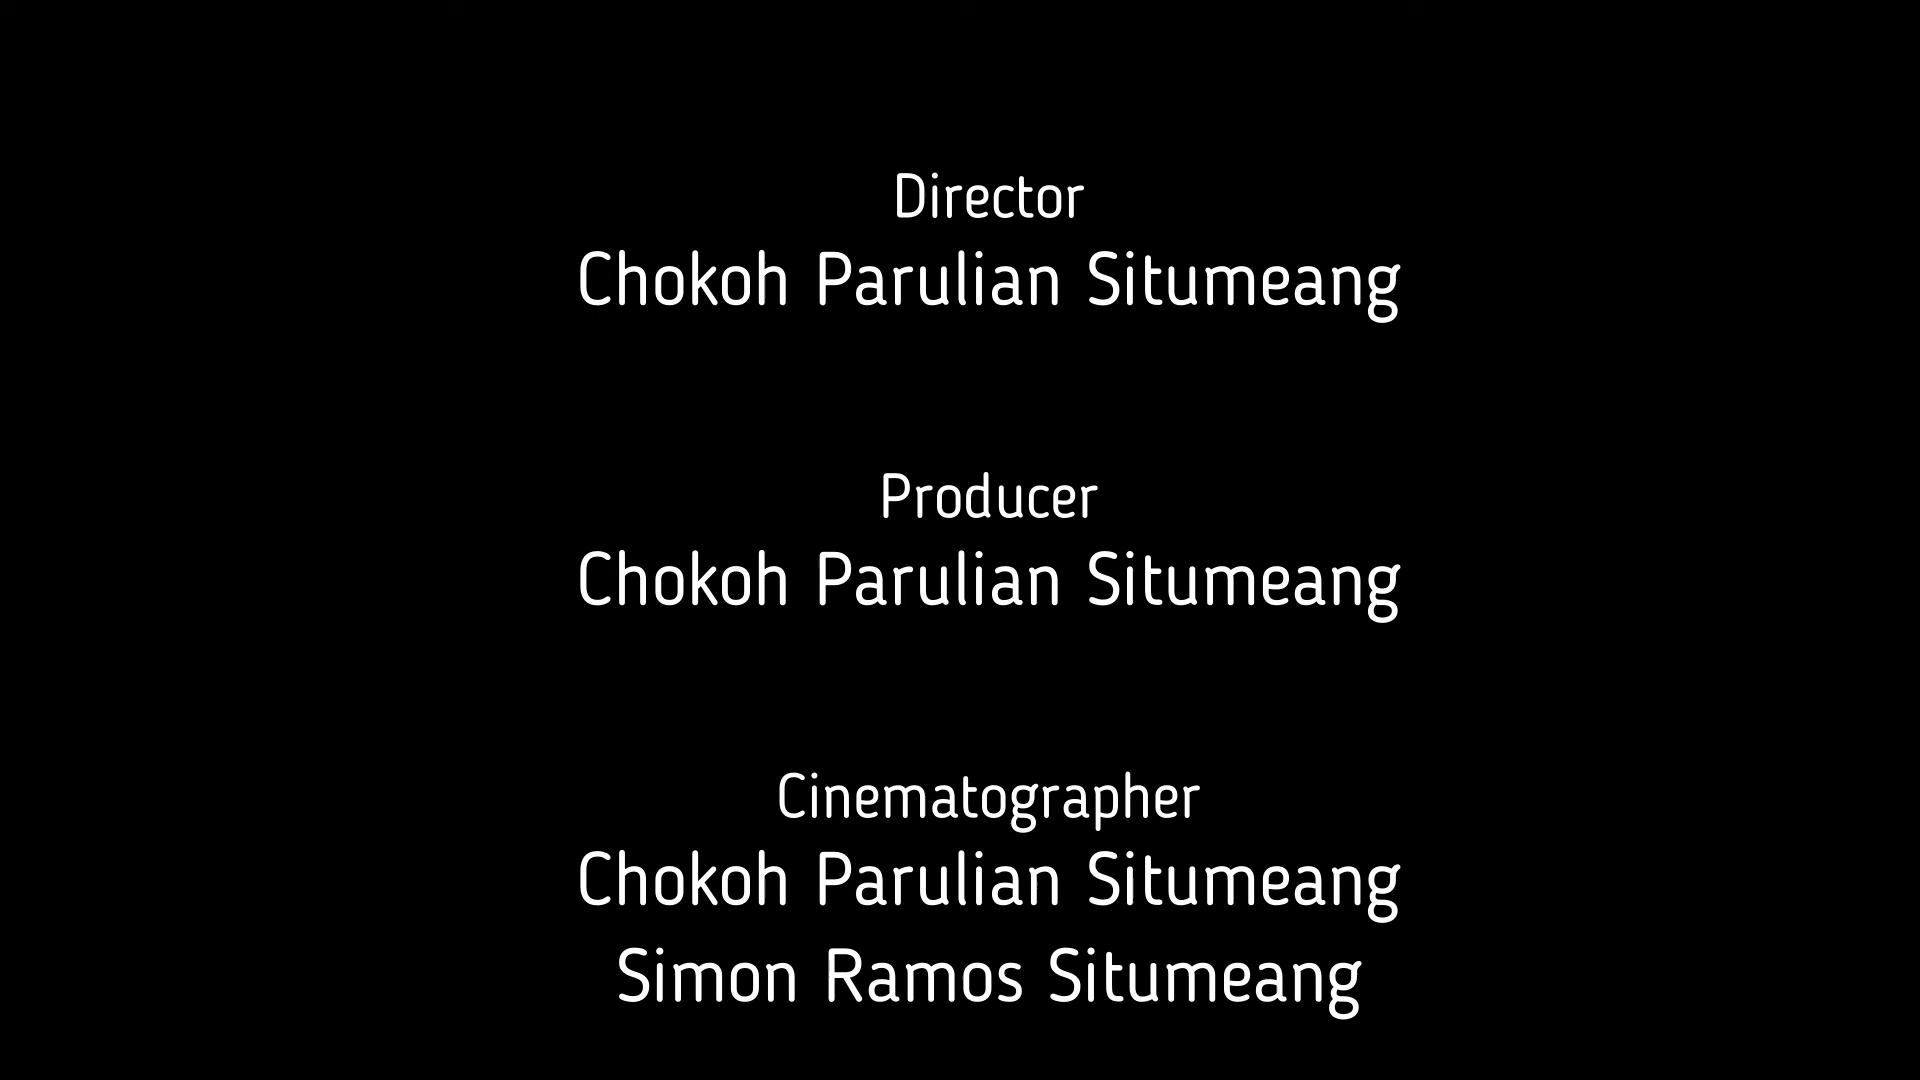 Director
Chokoh Parulian Situmeang
Producer
Chokoh Parulian Situmeang
Cinematographer
Chokoh Parulian Situmeang
Simon Ramos Situmeang